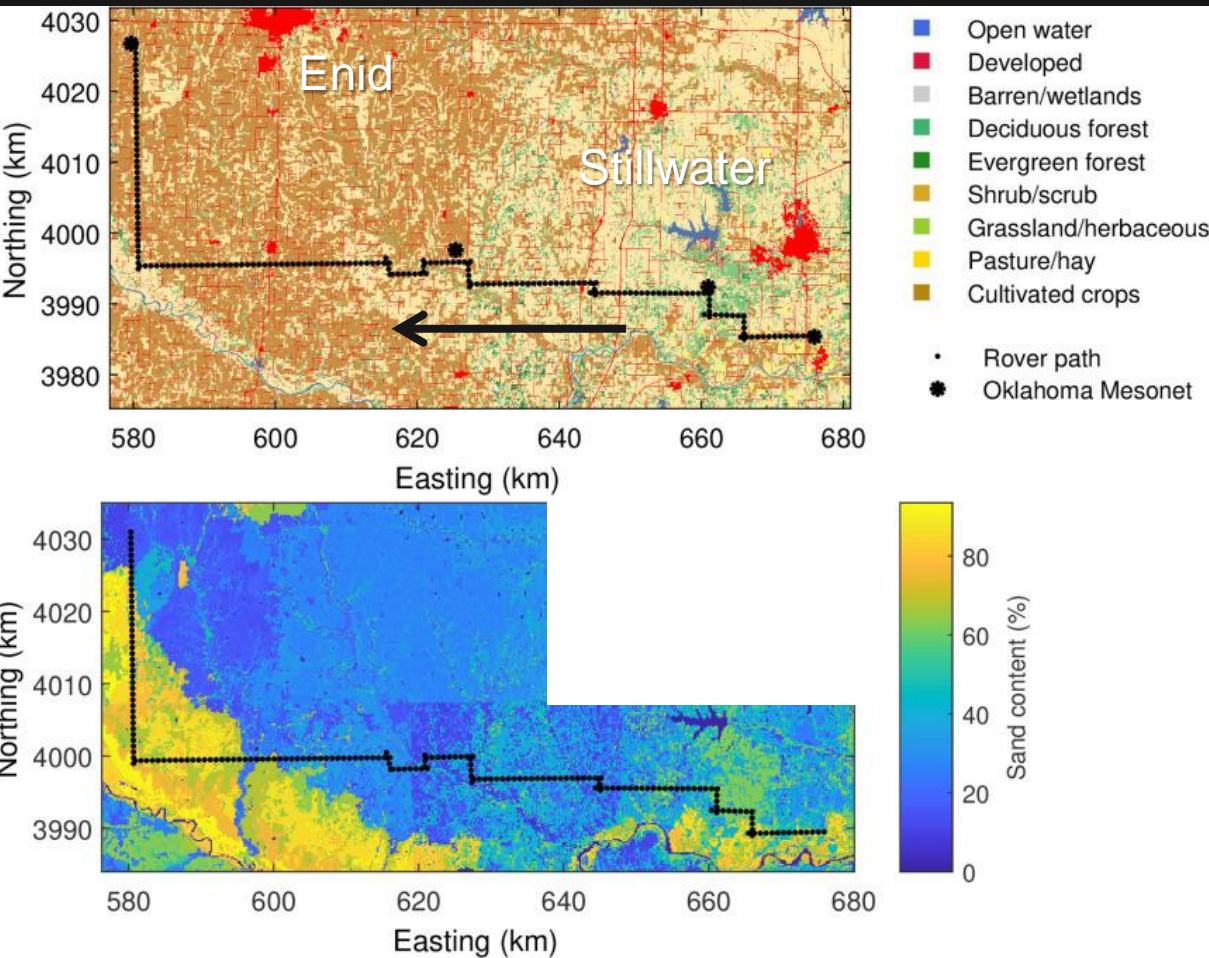 4030
4020
4010
4000
3990
3980
Northing (km)
Enid
Stillwater
580
600
620
640
660
680
Easting (km)
Open water
Developed
Barren/wetlands
Deciduous forest
Evergreen forest
Shrub/scrub
Grassland/herbaceous
Pasture/hay
Cultivated crops
Rover path
Oklahoma Mesonet
4030
4020
4010
4000
3990
Northing (km)
580
600
620
640
660
680
Easting (km)
80
60
40
20
0
Sand content (%)